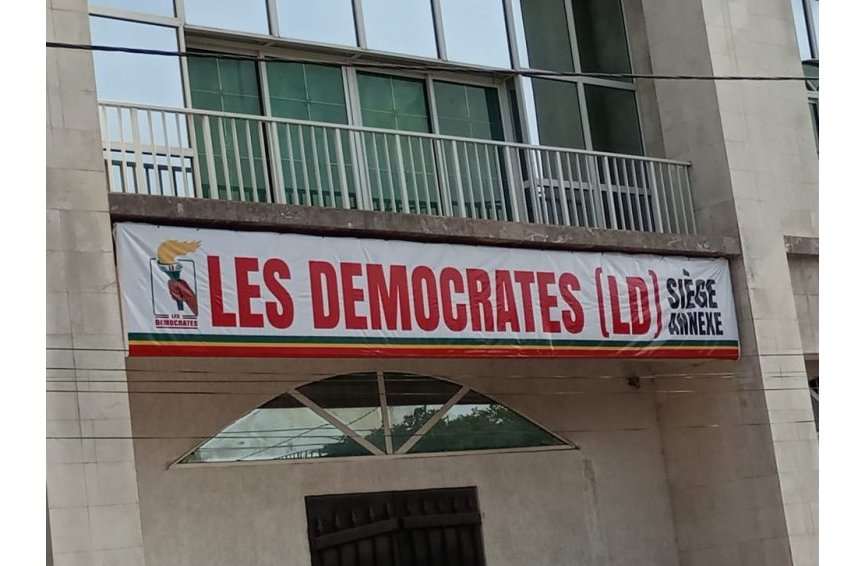 LES
DEMOCRATES
LES DEMOCRATES (LD)
SIÈGE
ANNEXE